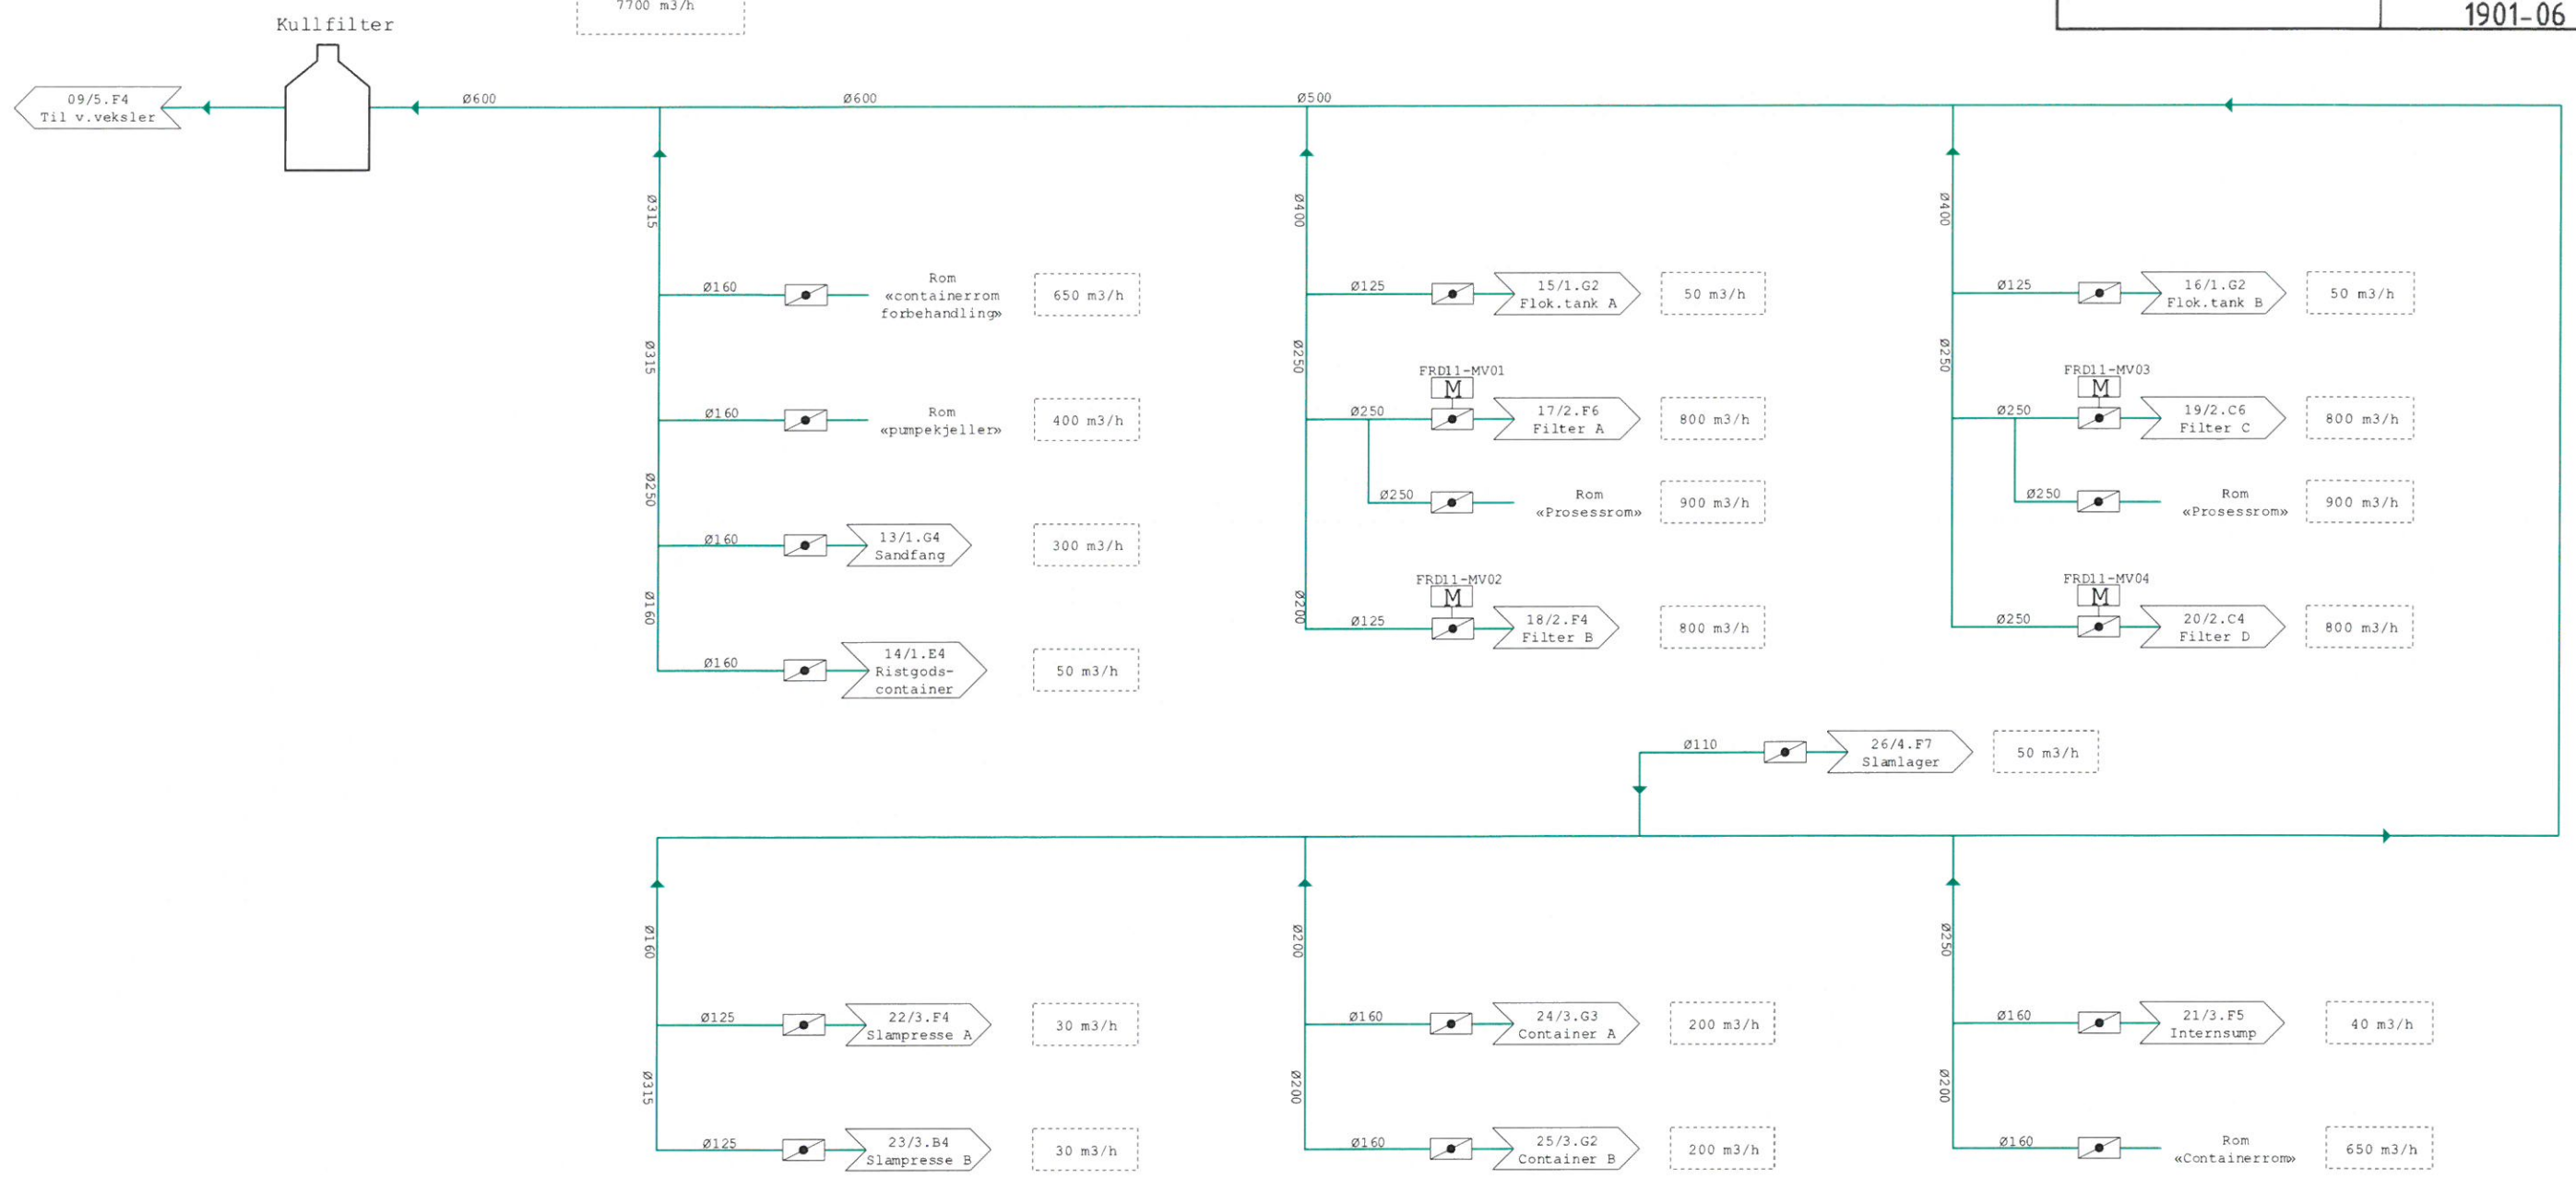 7700 m3/h
1901-06
Kullfilter
09/5.F4
Til v.veksler
Ø600
Ø600
Ø500
Ø315
Ø400
Ø400
Ø160
Rom
«containerrom
forbehandling»
650 m3/h
Ø125
15/1.G2
Flok.tank A
50 m3/h
Ø125
16/1.G2
Flok.tank B
50 m3/h
Ø315
Ø250
Ø250
FRD11-MV01
M
FRD11-MV03
M
Ø160
Rom
«pumpekjeller»
400 m3/h
Ø250
17/2.F6
Filter A
800 m3/h
Ø250
19/2.C6
Filter C
800 m3/h
Ø250
Ø250
Rom
«Prosessrom»
900 m3/h
Ø250
Rom
«Prosessrom»
900 m3/h
Ø160
13/1.G4
Sandfang
300 m3/h
Ø160
Ø200
FRD11-MV02
M
FRD11-MV04
M
Ø125
18/2.F4
Filter B
800 m3/h
Ø250
20/2.C4
Filter D
800 m3/h
Ø160
14/1.E4
Ristgods-
container
50 m3/h
Ø110
26/4.F7
Slamlager
50 m3/h
Ø160
Ø200
Ø250
Ø125
22/3.F4
Slampresse A
30 m3/h
Ø160
24/3.G3
Container A
200 m3/h
Ø160
21/3.F5
Internsump
40 m3/h
Ø315
Ø200
Ø200
Ø125
23/3.B4
Slampresse B
30 m3/h
Ø160
25/3.G2
Container B
200 m3/h
Ø160
Rom
«Containerrom»
650 m3/h